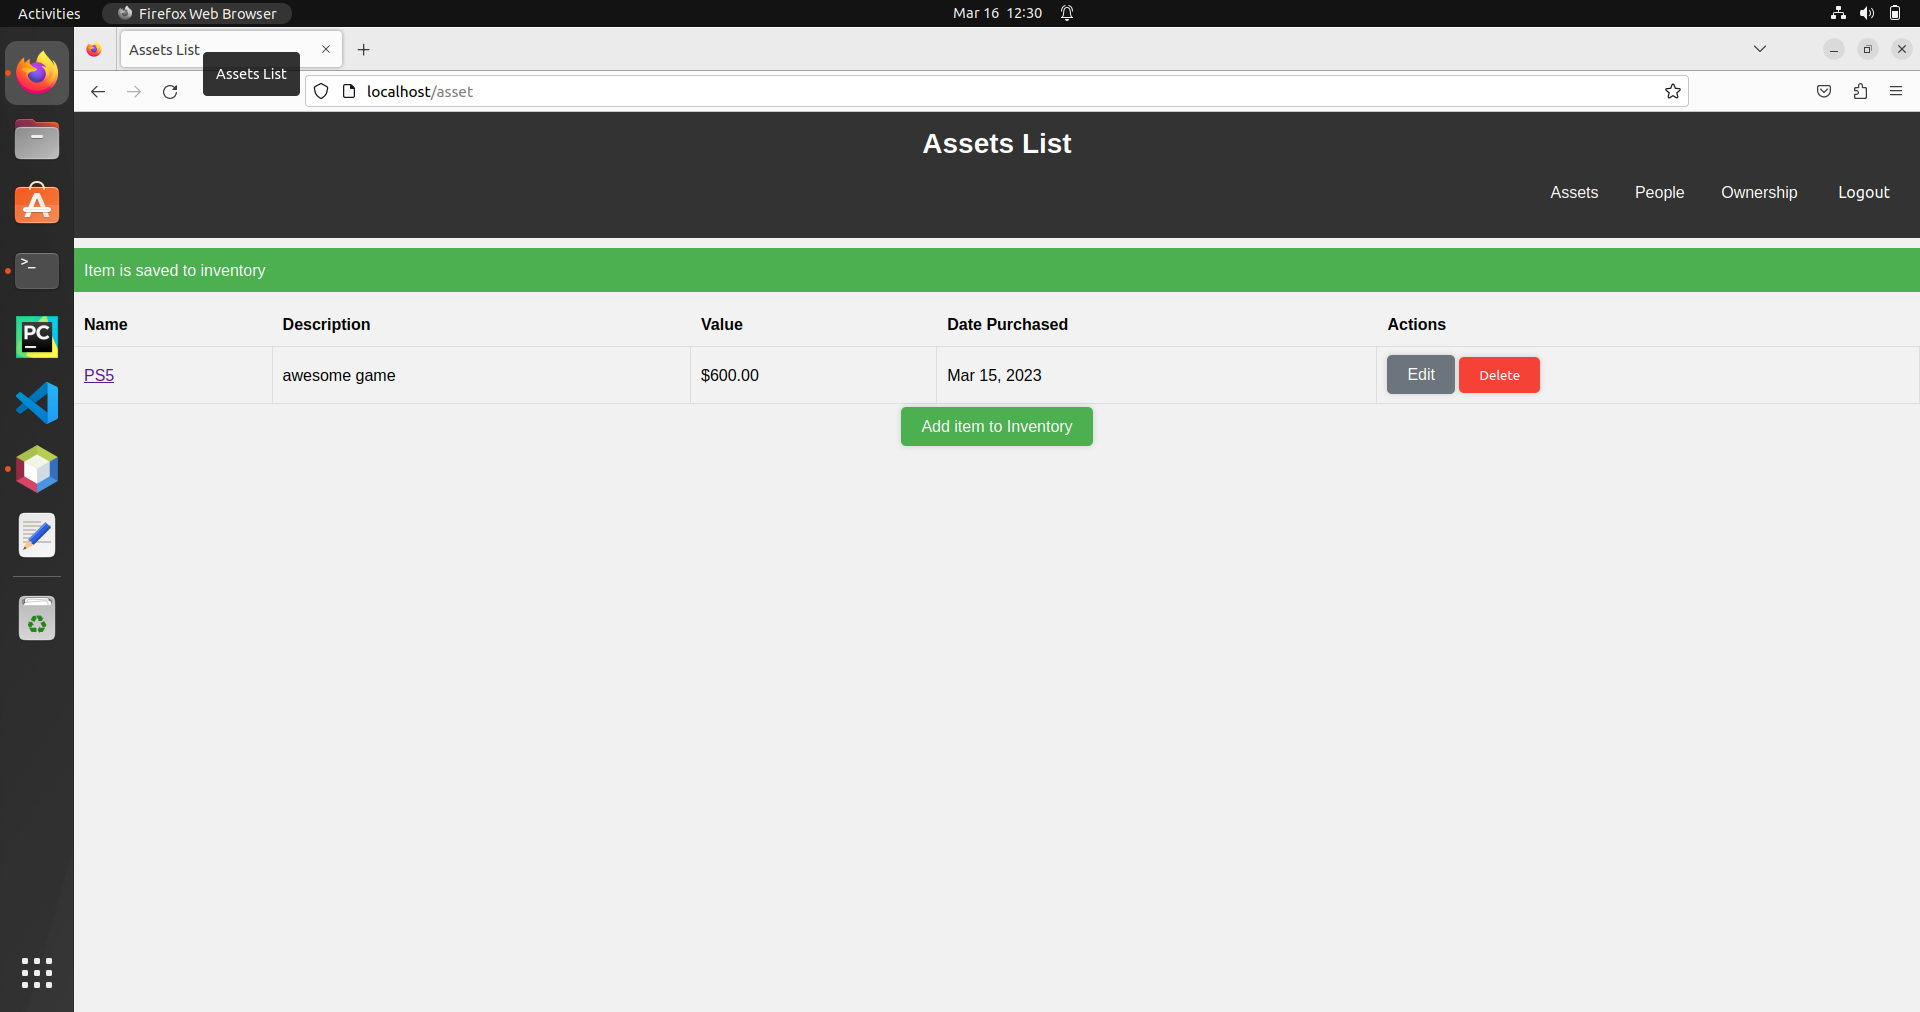 Activities
Firefox Web Browser
Mar 16 12:30
Assets List
Assets List
localhost/asset
Assets List
Assets
People
Ownership
Logout
Item is saved to inventory
Name
Description
Value
Date Purchased
Actions
PS5
awesome game
$600.00
Mar 15, 2023
Edit
Delete
Add item to Inventory
>_
PC